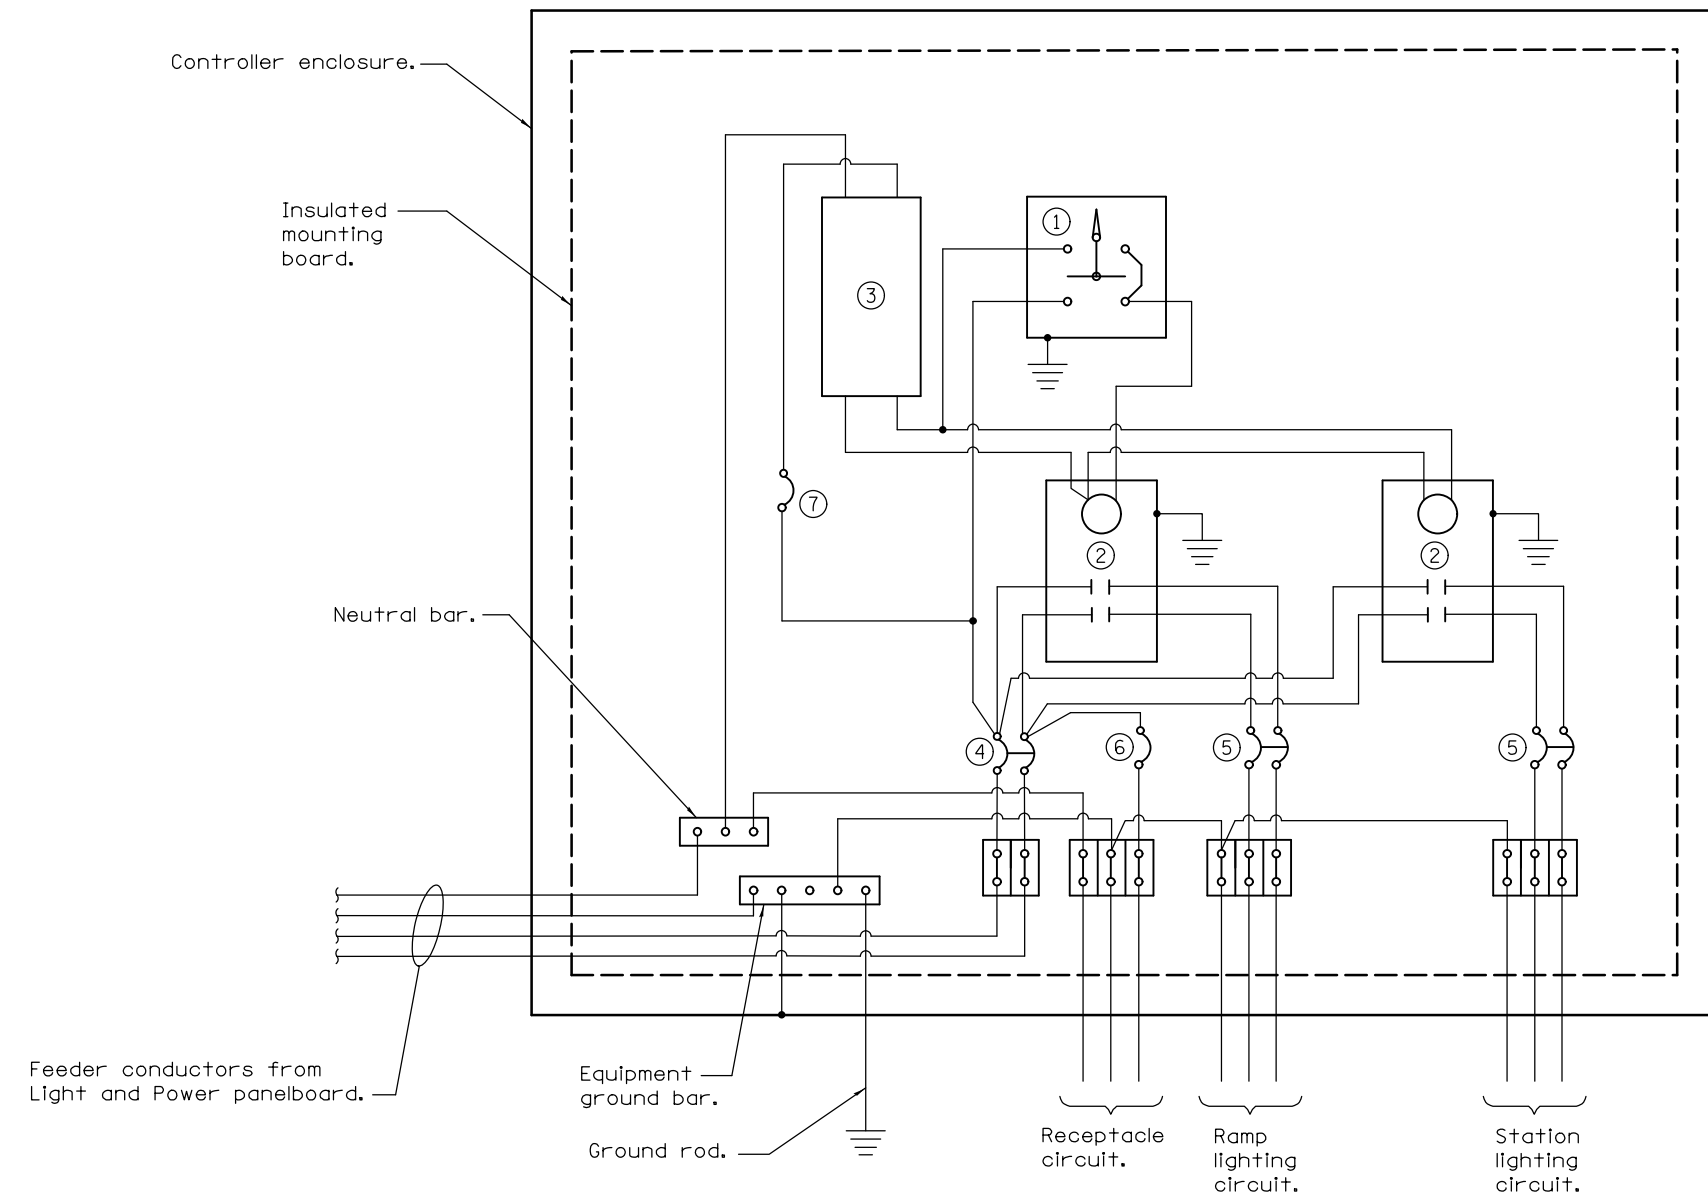 Controller enclosure.
Insulated
mounting
board.
1
3
7
2
2
Neutral bar.
4
6
5
5
Feeder conductors from
Light and Power panelboard.
Equipment
ground bar.
Ground rod.
Receptacle
circuit.
Ramp
lighting
circuit.
Station
lighting
circuit.